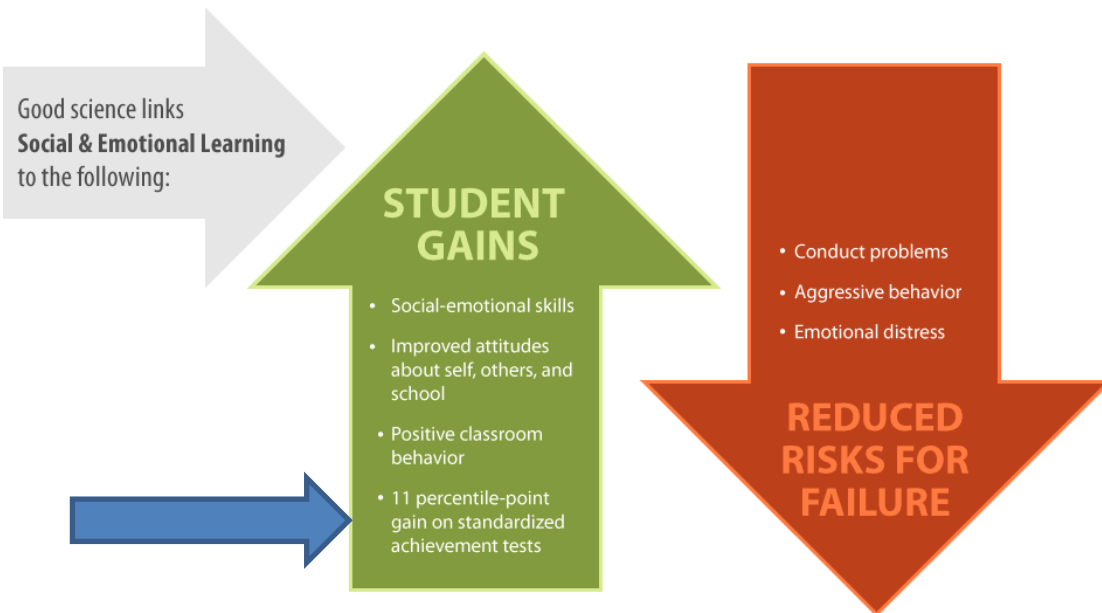 Good science links
Social & Emotional Learning
to the following:
STUDENT
GAINS
• Social-emotional skills
• Improved attitudes
about self, others, and
school
• Positive classroom
behavior
• 11 percentile-point
gain on standardized
achievement tests
• Conduct problems
• Aggressive behavior
• Emotional distress
REDUCED
RISKS FOR
FAILURE